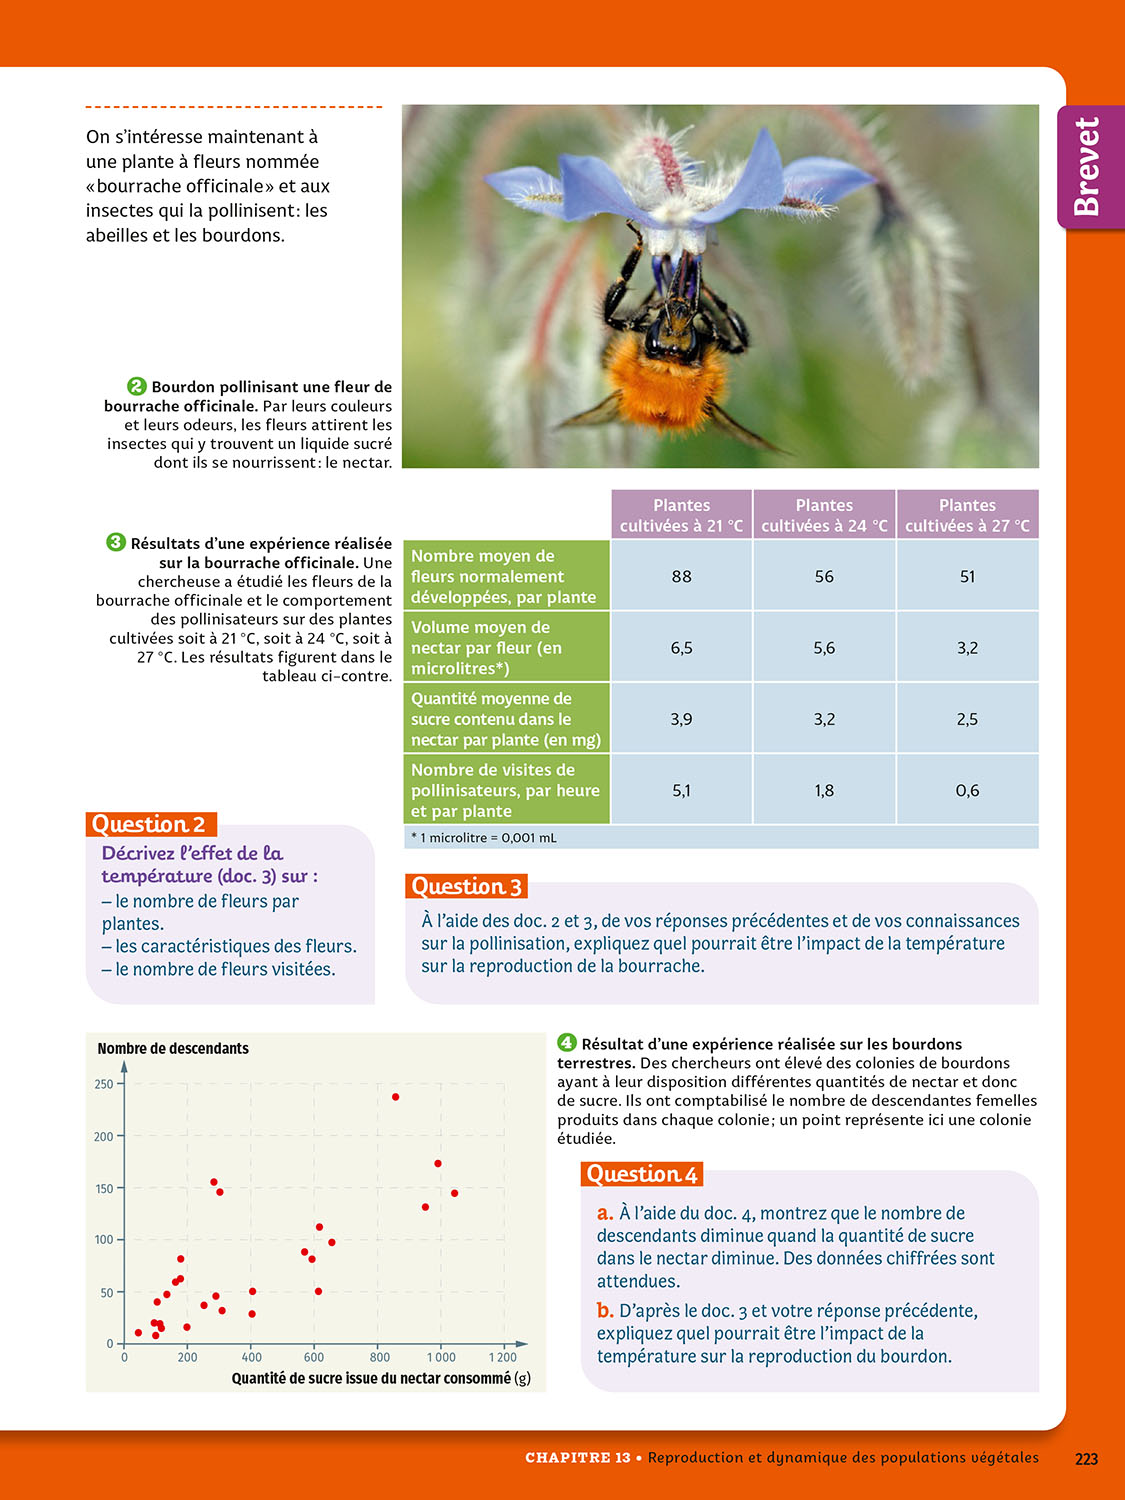 Brevet
On s’intéresse maintenant à
une plante à fleurs nommée
«bourrache officinale» et aux
insectes qui la pollinisent : les
abeilles et les bourdons.
2 Bourdon pollinisant une fleur de
bourrache officinale. Par leurs couleurs
et leurs odeurs, les fleurs attirent les
insectes qui y trouvent un liquide sucré
dont ils se nourrissent : le nectar.
3 Résultats d’une expérience réalisée
sur la bourrache officinale. Une
chercheuse a étudié les fleurs de la
bourrache officinale et le comportement
des pollinisateurs sur des plantes
cultivées soit à 21 °C, soit à 24 °C, soit à
27 °C. Les résultats figurent dans le
tableau ci-contre.
Plantes cultivées à 21 °C Plantes cultivées à 24 °C Plantes cultivées à 27 °C
Nombre moyen de
fleurs normalement
développées, par plante
88 56 51
Volume moyen de
nectar par fleur (en
microlitres*)
6,5 5,6 3,2
Quantité moyenne de
sucre contenu dans le
nectar par plante (en mg)
3,9 3,2 2,5
Nombre de visites de
pollinisateurs, par heure
et par plante
5,1 1,8 0,6
* 1 microlitre = 0,001 mL
Question 2
Décrivez l’effet de la
température (doc. 3) sur :
– le nombre de fleurs par
plantes.
– les caractéristiques des fleurs.
– le nombre de fleurs visitées.
Question 3
À l’aide des doc. 2 et 3, de vos réponses précédentes et de vos connaissances
sur la pollinisation, expliquez quel pourrait être l’impact de la température
sur la reproduction de la bourrache.
Nombre de descendants
250
200
150
100
50
0
0 200 400 600 800 1 000 1 200
Quantité de sucre issue du nectar consommé (g)
4 Résultat d’une expérience réalisée sur les bourdons
terrestres. Des chercheurs ont élevé des colonies de bourdons
ayant à leur disposition différentes quantités de nectar et donc
de sucre. Ils ont comptabilisé le nombre de descendantes femelles
produits dans chaque colonie ; un point représente ici une colonie
étudiée.
Question 4
a. À l’aide du doc. 4, montrez que le nombre de
descendants diminue quand la quantité de sucre
dans le nectar diminue. Des données chiffrées sont
attendues.
b. D’après le doc. 3 et votre réponse précédente,
expliquez quel pourrait être l’impact de la
température sur la reproduction du bourdon.
CHAPITRE 13 • Reproduction et dynamique des populations végétales 223